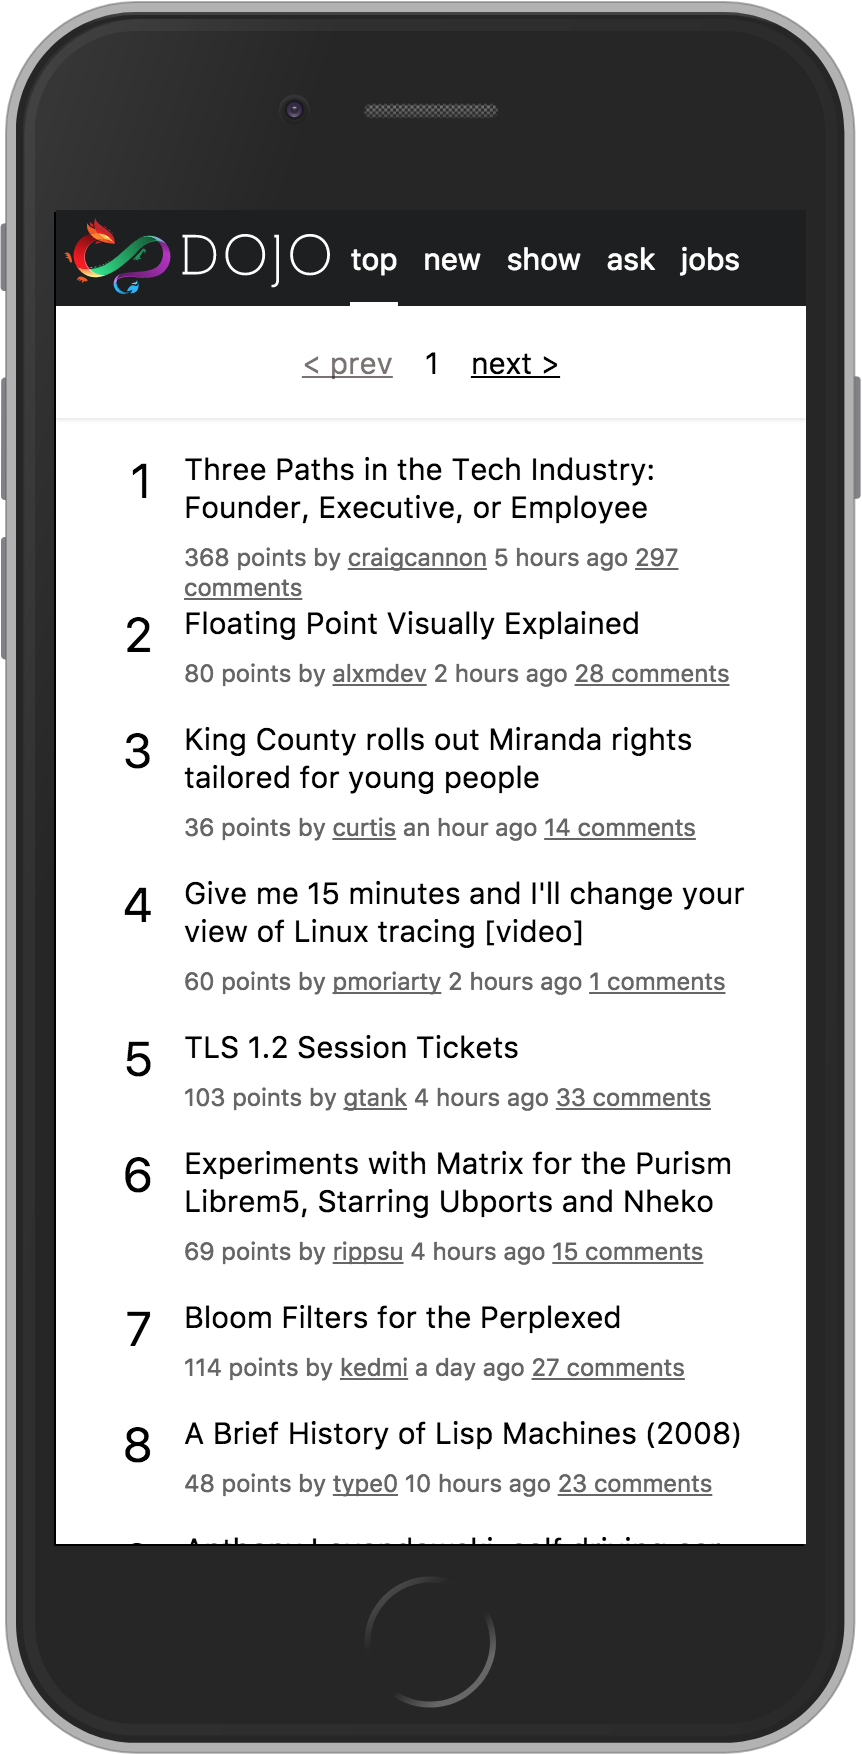 DOJO top new show ask jobs
< prev 1 next >
1 Three Paths in the Tech Industry:
Founder, Executive, or Employee
368 points by craigcannon 5 hours ago 297
comments
2 Floating Point Visually Explained
80 points by alxmdev 2 hours ago 28 comments
3 King County rolls out Miranda rights
tailored for young people
36 points by curtis an hour ago 14 comments
4 Give me 15 minutes and I'll change your
view of Linux tracing [video]
60 points by pmoriarty 2 hours ago 1 comments
5 TLS 1.2 Session Tickets
103 points by gtank 4 hours ago 33 comments
6 Experiments with Matrix for the Purism
Librem5, Starring Ubports and Nheko
69 points by rippsu 4 hours ago 15 comments
7 Bloom Filters for the Perplexed
114 points by kedmi a day ago 27 comments
8 A Brief History of Lisp Machines (2008)
48 points by type0 10 hours ago 23 comments